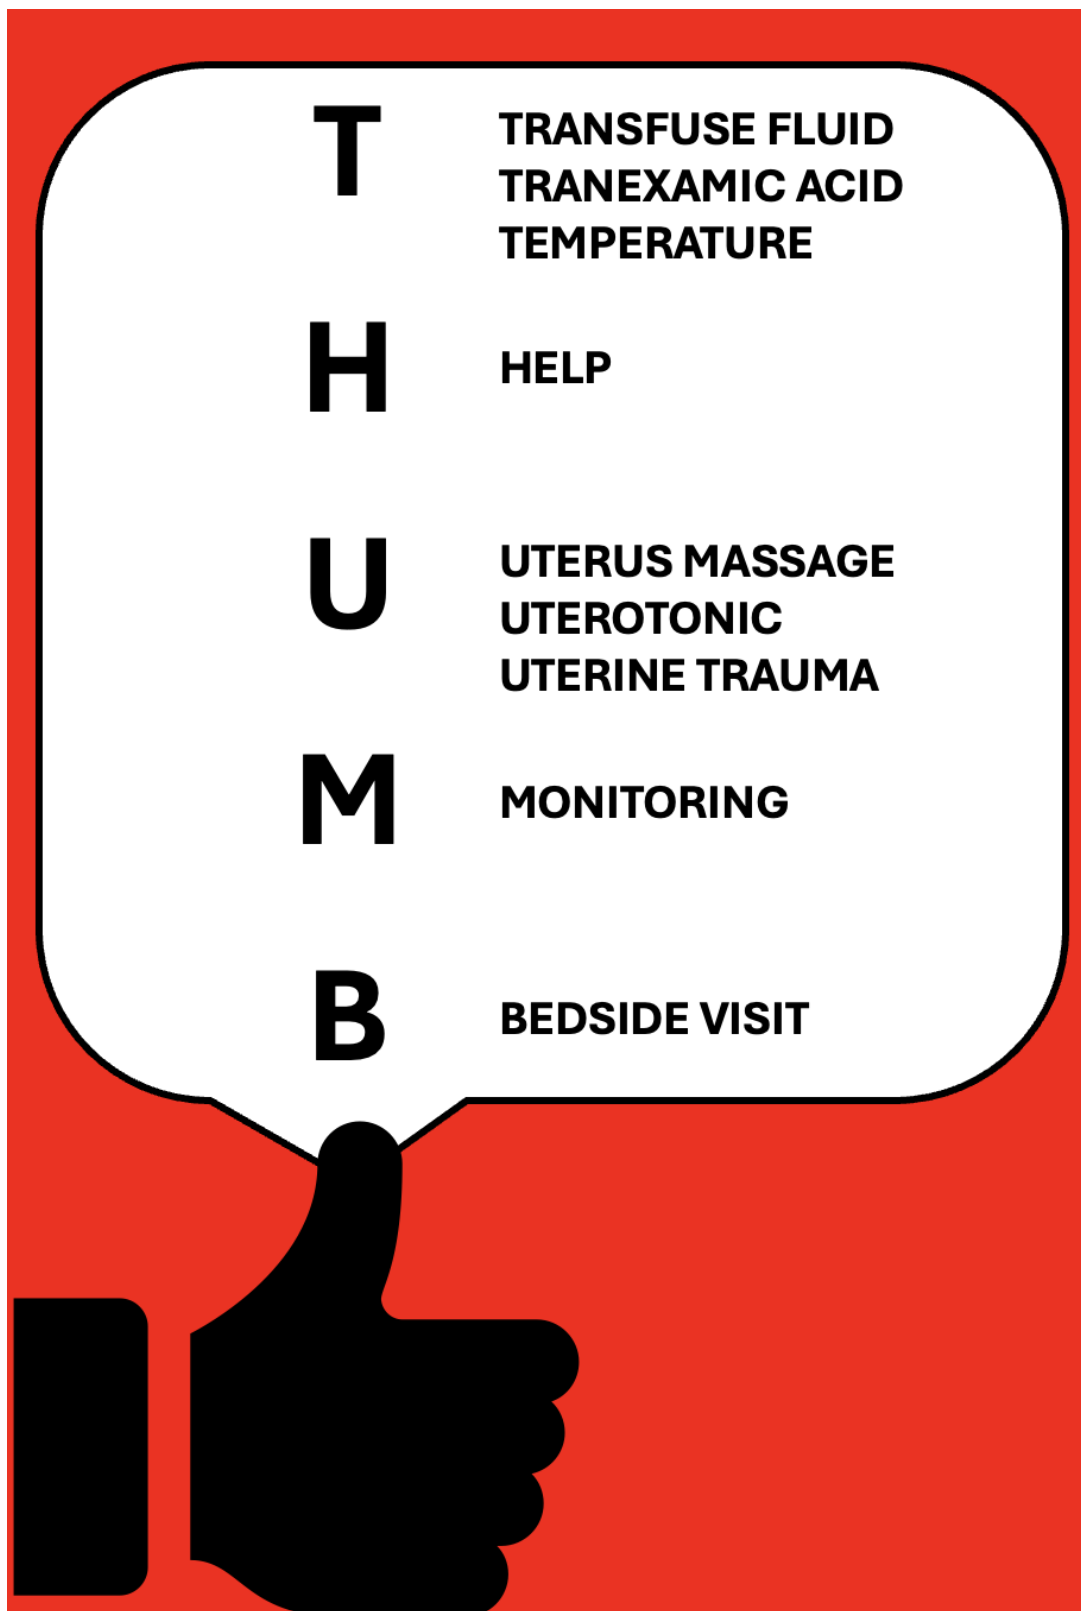 T
TRANSFUSE FLUID
TRANEXAMIC ACID
TEMPERATURE
H
HELP
U
UTERUS MASSAGE
UTEROTONIC
UTERINE TRAUMA
M
MONITORING
B
BEDSIDE VISIT